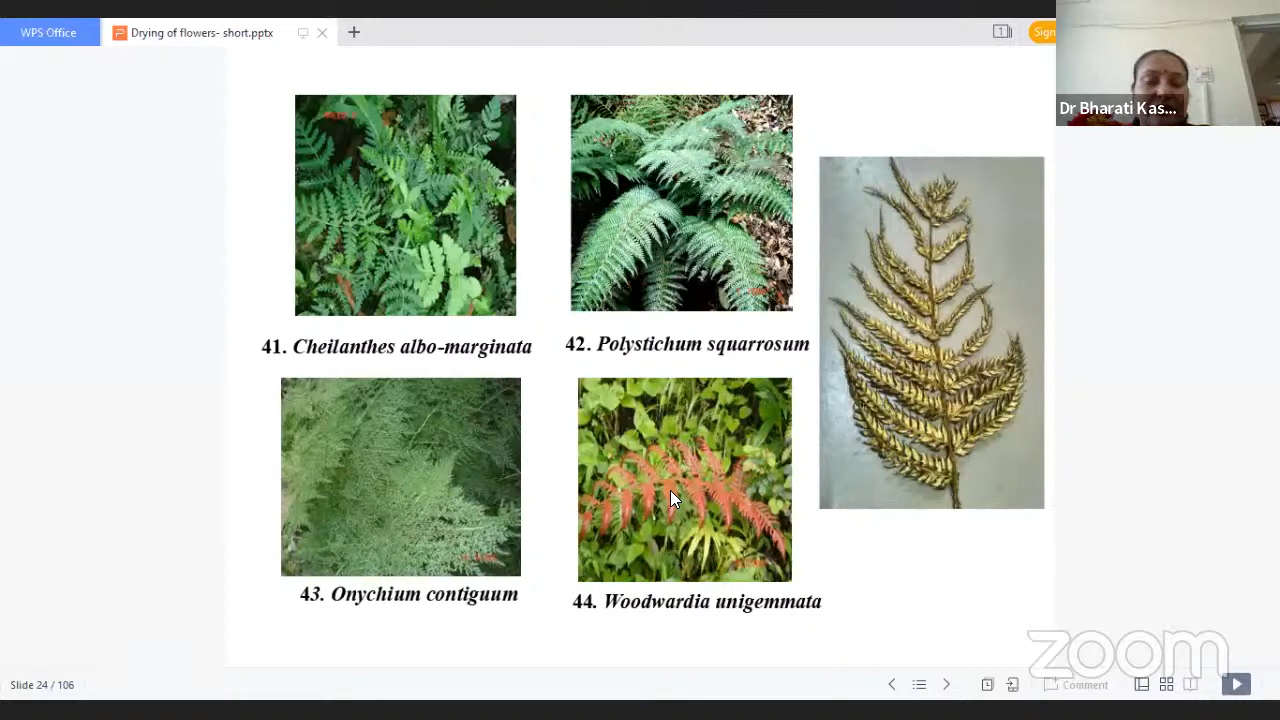 WPS Office
Drying of flowers- short.pptx
1
Sign
Dr Bharati Kas...
41. Cheilanthes albo-marginata
42. Polystichum squarrosum
43. Onychium contiguum
44. Woodwardia unigemmata
zoom
Slide 24 / 106
Comment